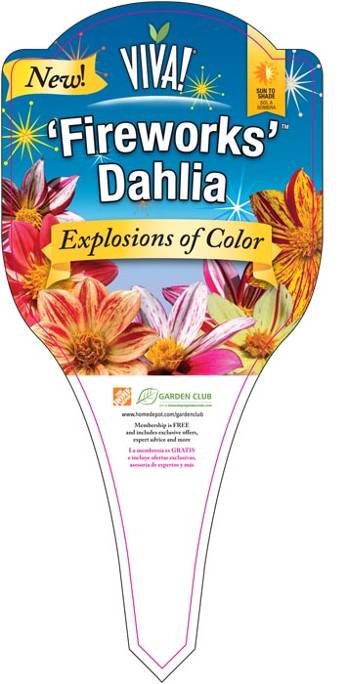 New!
VIVA!
SUN TO
SHADE
SOL A
SOMBRA
‘Fireworks’™
Dahlia
Explosions of Color
GARDEN CLUB
www.homedepot.com/gardenclub
Membership is FREE
and includes exclusive offers,
expert advice and more
La membresía es GRATIS
e incluye ofertas exclusivas,
asesoría de expertos y más